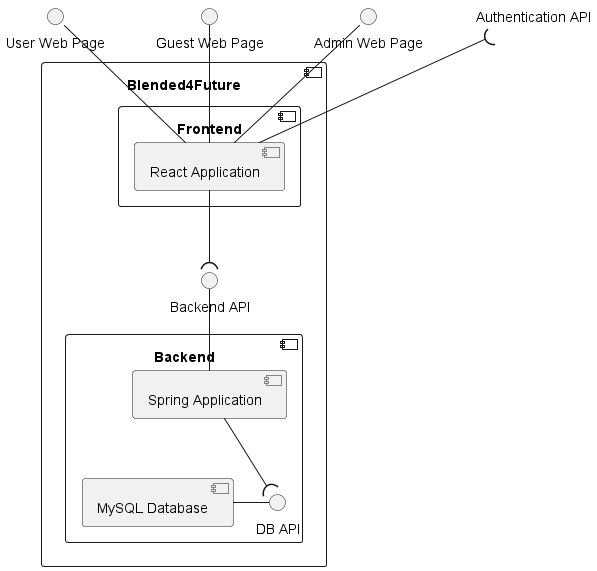 Authentication API
User Web Page
Guest Web Page
Admin Web Page
Blended4Future
Frontend
React Application
Backend API
Backend
Spring Application
MySQL Database
DB API